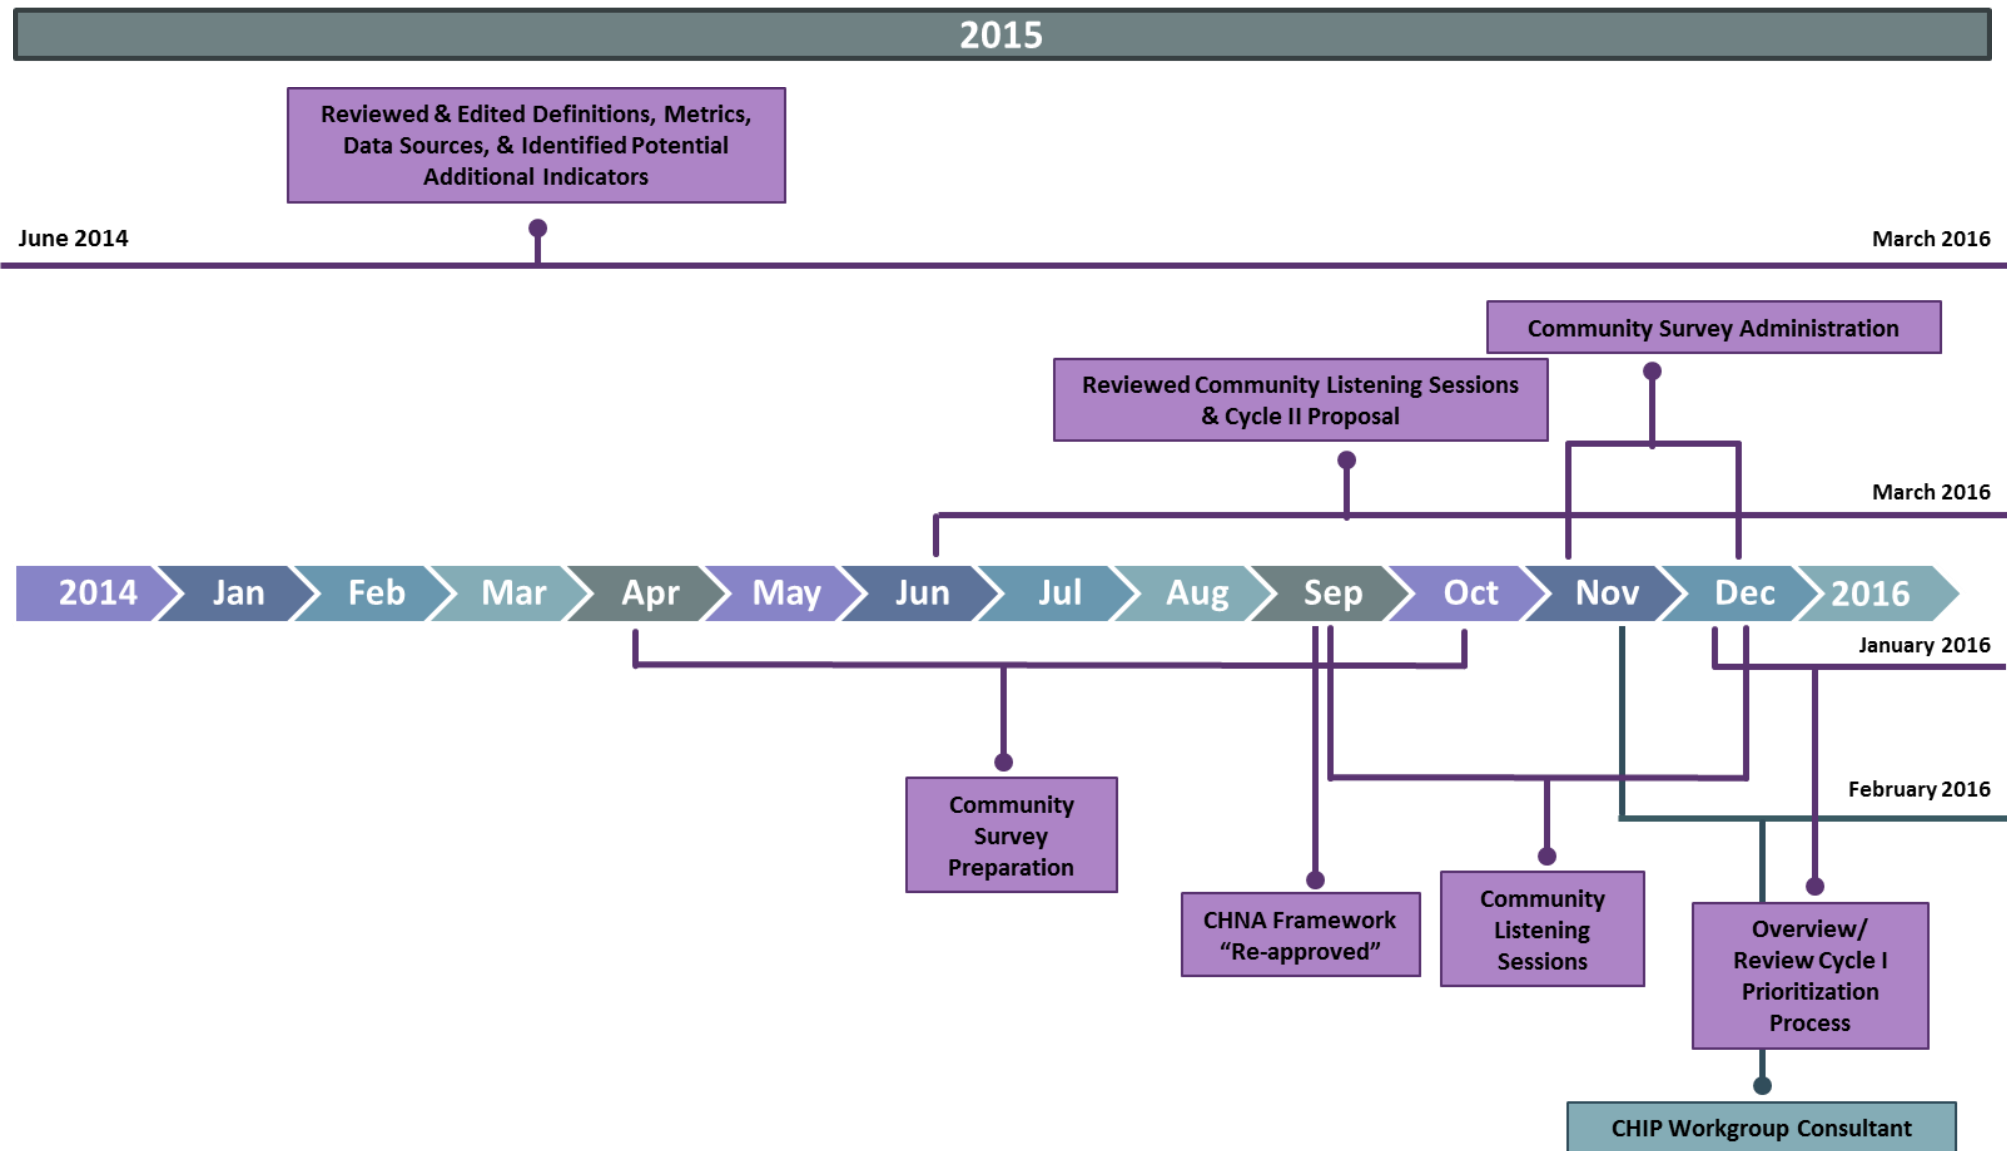 2015
Reviewed & Edited Definitions, Metrics,
Data Sources, & Identified Potential
Additional Indicators
June 2014
March 2016
Community Survey Administration
Reviewed Community Listening Sessions
& Cycle II Proposal
March 2016
2014 Jan Feb Mar Apr May Jun Jul Aug Sep Oct Nov Dec 2016
January 2016
February 2016
Community
Survey
Preparation
CHNA Framework
“Re-approved”
Community
Listening
Sessions
Overview/
Review Cycle I
Prioritization
Process
CHIP Workgroup Consultant